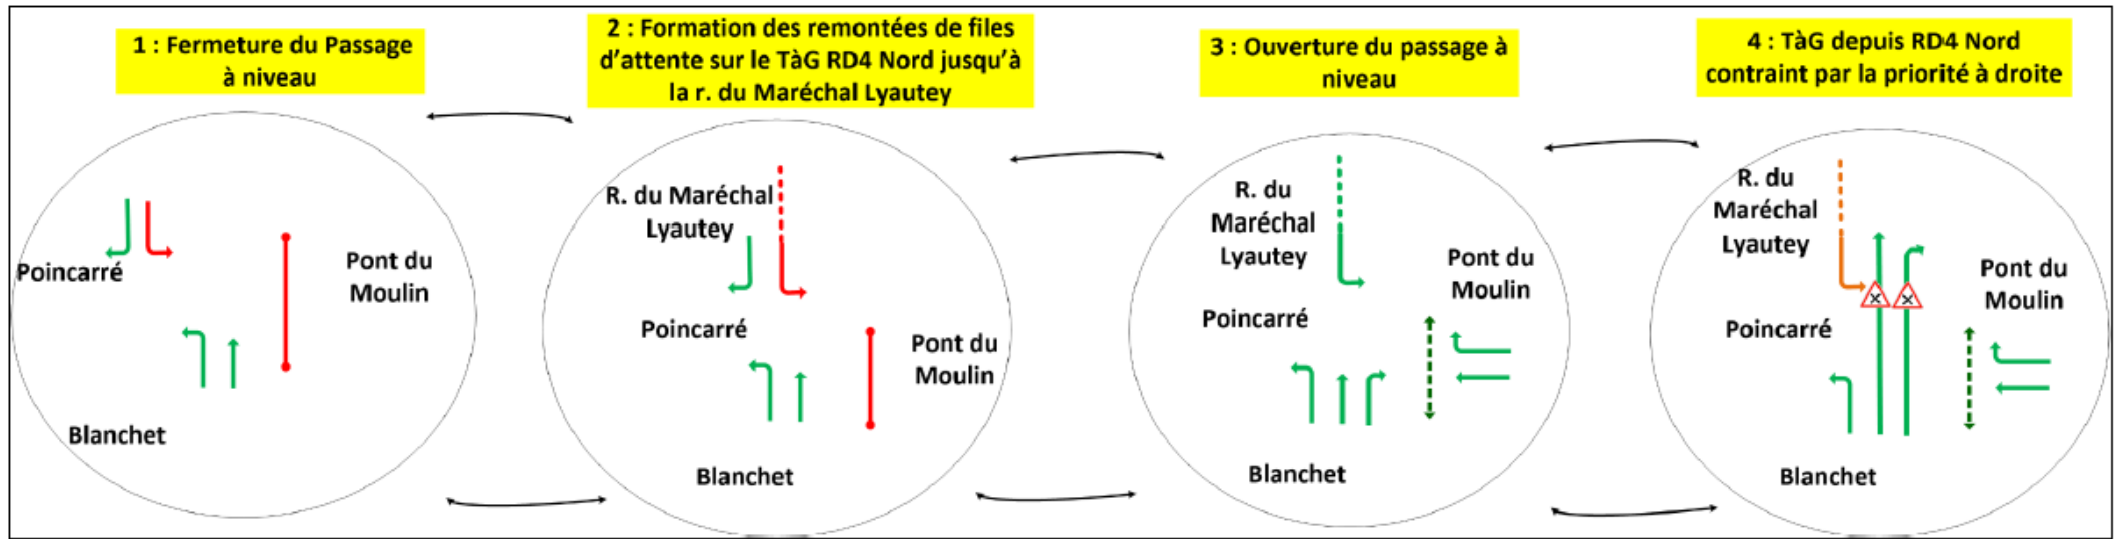 1 : Fermeture du Passage
à niveau
2 : Formation des remontées de files
d'attente sur le TàG RD4 Nord jusqu'à
la r. du Maréchal Lyautey
3 : Ouverture du passage à
niveau
4 : TàG depuis RD4 Nord
contraint par la priorité à droite
Poincarré
Pont du
Moulin
Blanchet
R. du Maréchal
Lyautey
Poincarré
Pont du
Moulin
Blanchet
R. du
Maréchal
Lyautey
Poincarré
Pont du
Moulin
Blanchet
R. du
Maréchal
Lyautey
Poincarré
Pont du
Moulin
Blanchet